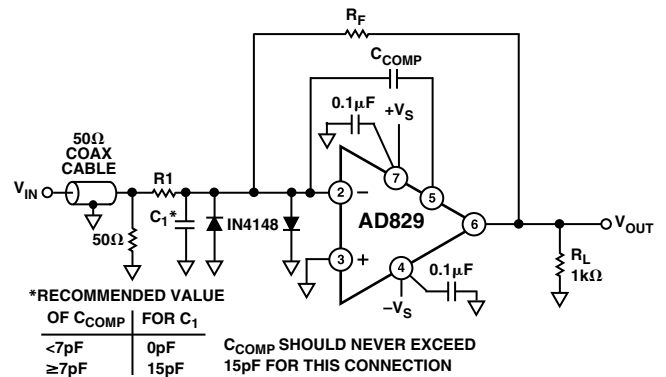 R_F
C_COMP
0.1µF
+V_S
50Ω
COAX
CABLE
V_IN
R1
C_1*
IN4148
50Ω
2
–
7
5
AD829
6
V_OUT
3
+
4
0.1µF
–V_S
R_L
1kΩ
*RECOMMENDED VALUE
OF C_COMP FOR C_1
<7pF 0pF
≥7pF 15pF
C_COMP SHOULD NEVER EXCEED
15pF FOR THIS CONNECTION